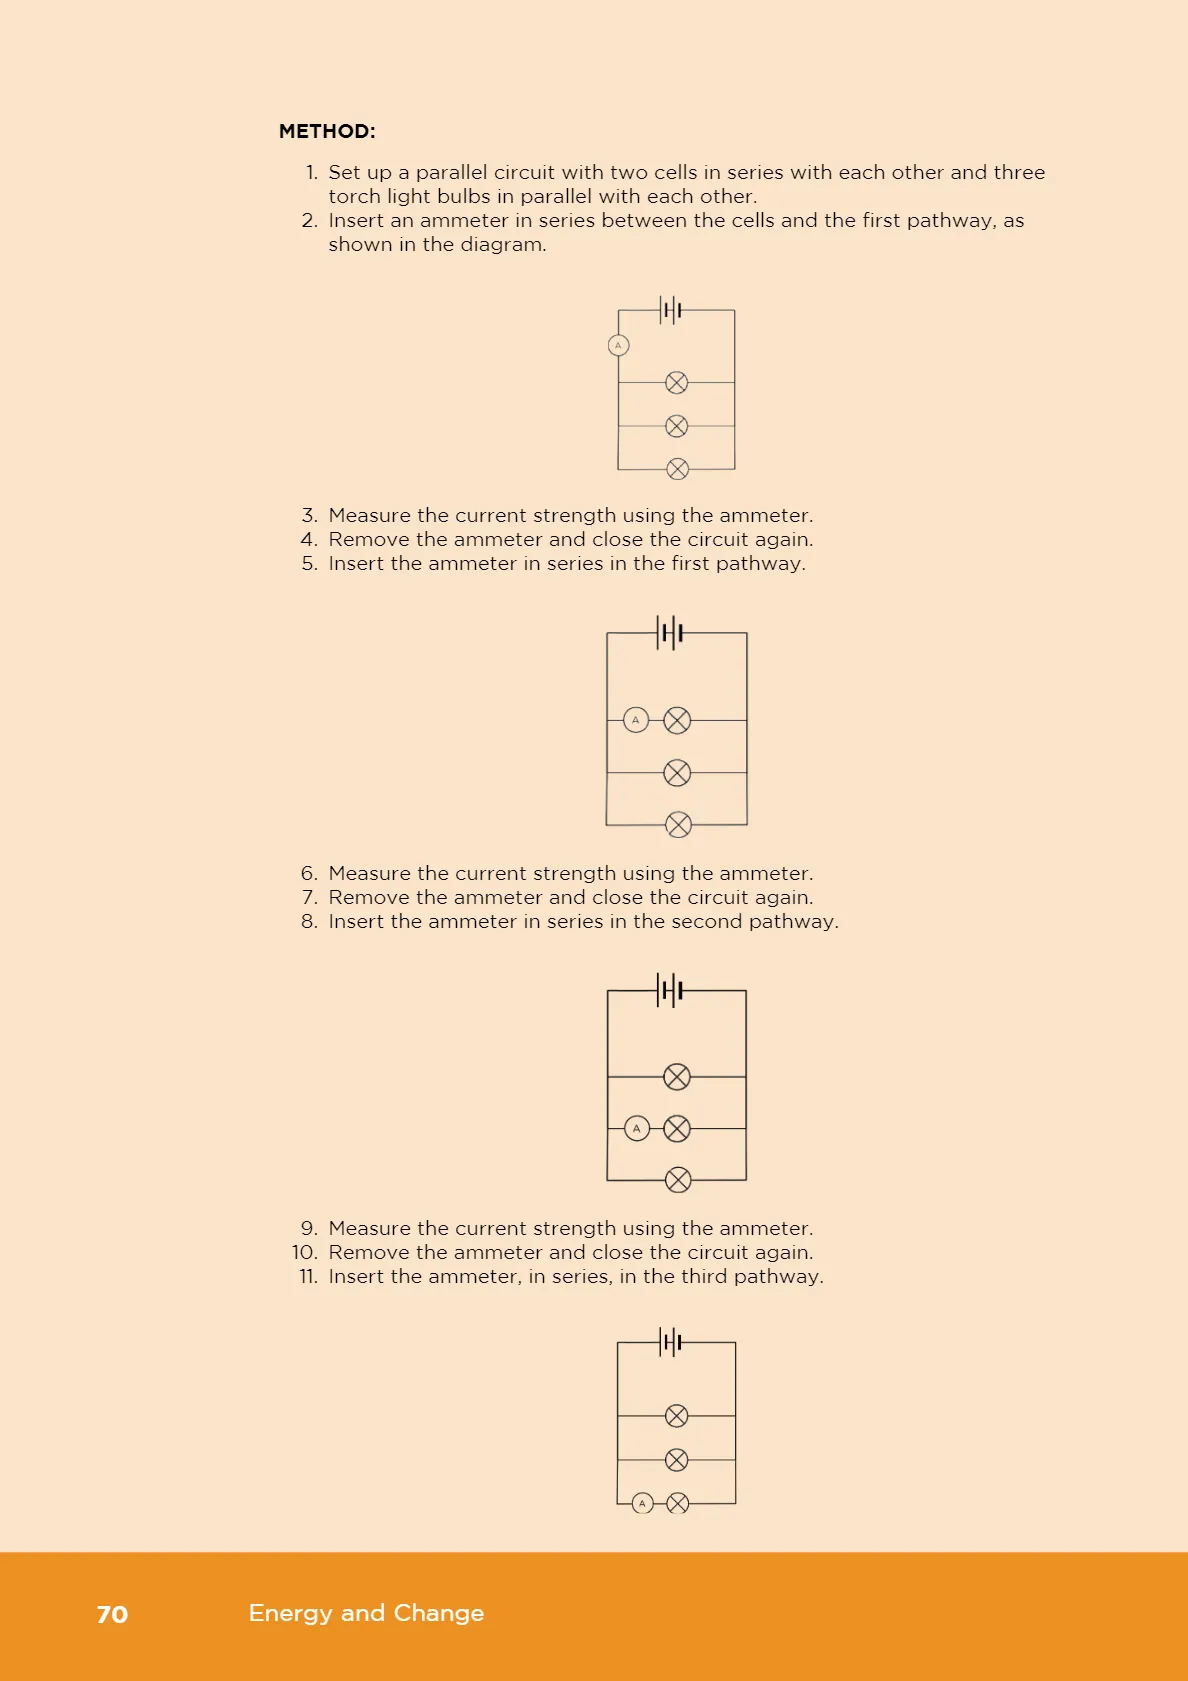 METHOD:
1. Set up a parallel circuit with two cells in series with each other and three
torch light bulbs in parallel with each other.
2. Insert an ammeter in series between the cells and the first pathway, as
shown in the diagram.
A
3. Measure the current strength using the ammeter.
4. Remove the ammeter and close the circuit again.
5. Insert the ammeter in series in the first pathway.
A
6. Measure the current strength using the ammeter.
7. Remove the ammeter and close the circuit again.
8. Insert the ammeter in series in the second pathway.
A
9. Measure the current strength using the ammeter.
10. Remove the ammeter and close the circuit again.
11. Insert the ammeter, in series, in the third pathway.
A
70 Energy and Change